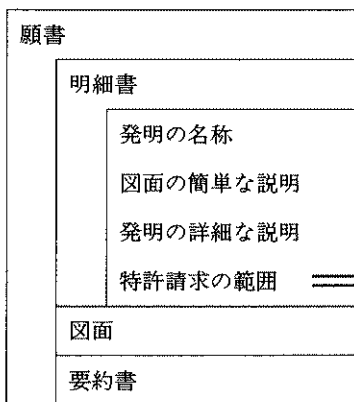 願書
明細書
発明の名称
図面の簡単な説明
発明の詳細な説明
特許請求の範囲
図面
要約書